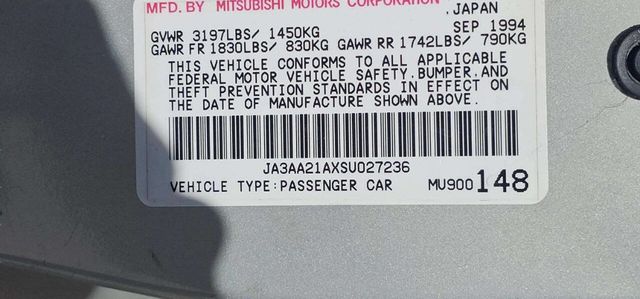 MFD. BY MITSUBISHI MOTORS CORPORATION
,JAPAN
GVWR 3197LBS/ 1450KG SEP 1994
GAWR FR 1830LBS/ 830KG GAWR RR 1742LBS/ 790KG
THIS VEHICLE CONFORMS TO ALL APPLICABLE
FEDERAL MOTOR VEHICLE SAFETY,BUMPER,AND
THEFT PREVENTION STANDARDS IN EFFECT ON
THE DATE OF MANUFACTURE SHOWN ABOVE.
JA3AA21AXSU027236
VEHICLE TYPE:PASSENGER CAR MU900148